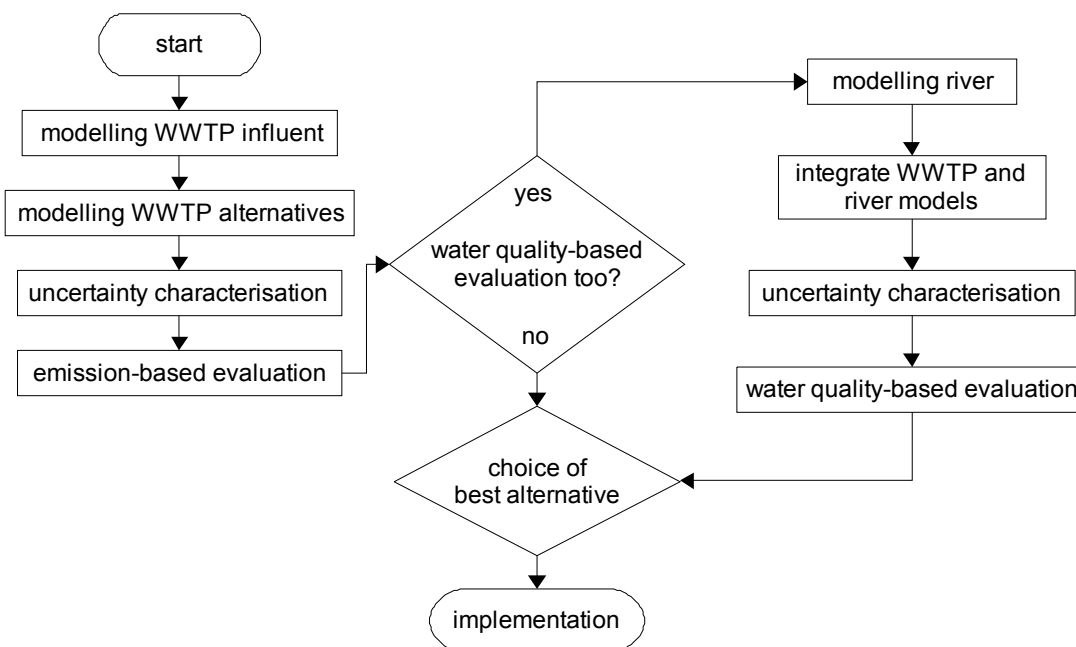 start
modelling WWTP influent
modelling WWTP alternatives
uncertainty characterisation
emission-based evaluation
yes
water quality-based
evaluation too?
no
modelling river
integrate WWTP and
river models
uncertainty characterisation
water quality-based evaluation
choice of
best alternative
implementation